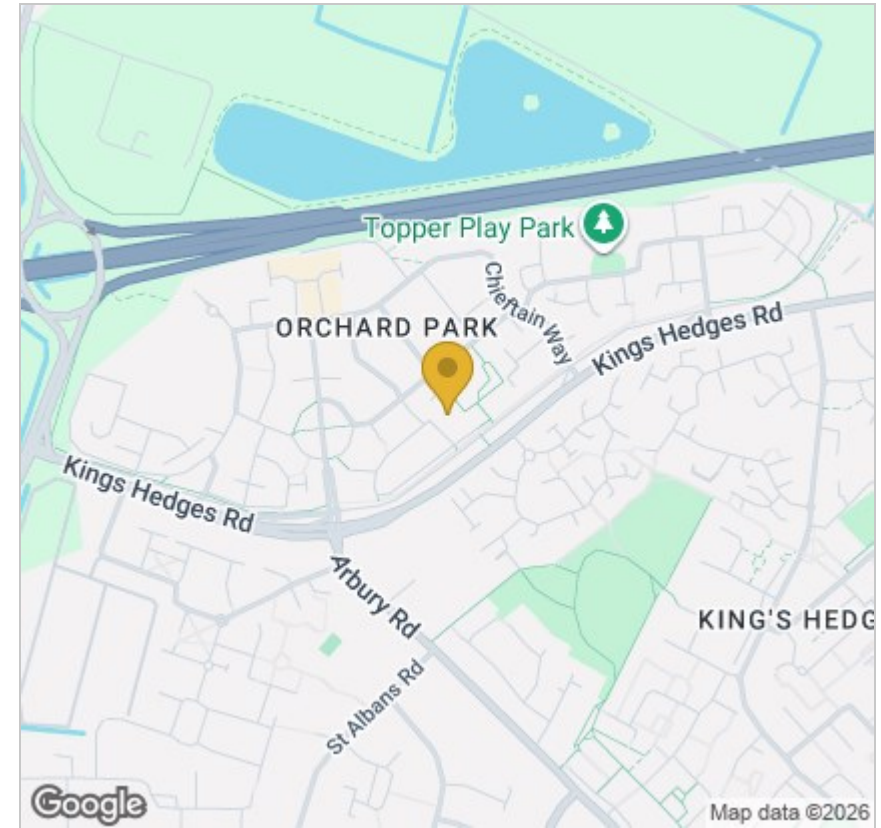 Topper Play Park
Chieftain Way
ORCHARD PARK
Kings Hedges Rd
Kings Hedges Rd
Arbury Rd
KING'S HEDG
St Albans Rd
Google
Map data ©2026